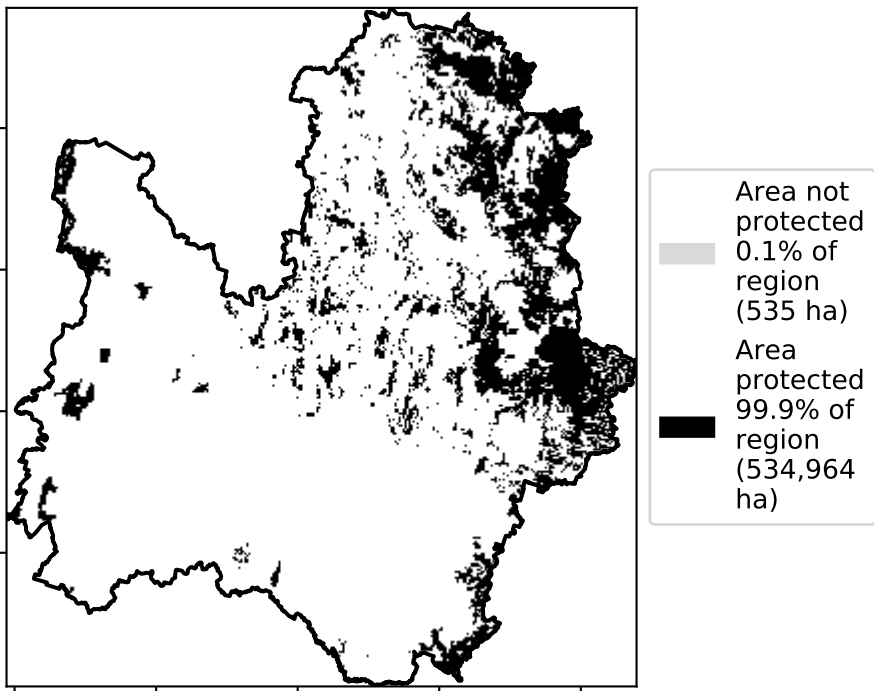 Area not
protected
0.1% of
region
(535 ha)
Area
protected
99.9% of
region
(534,964
ha)